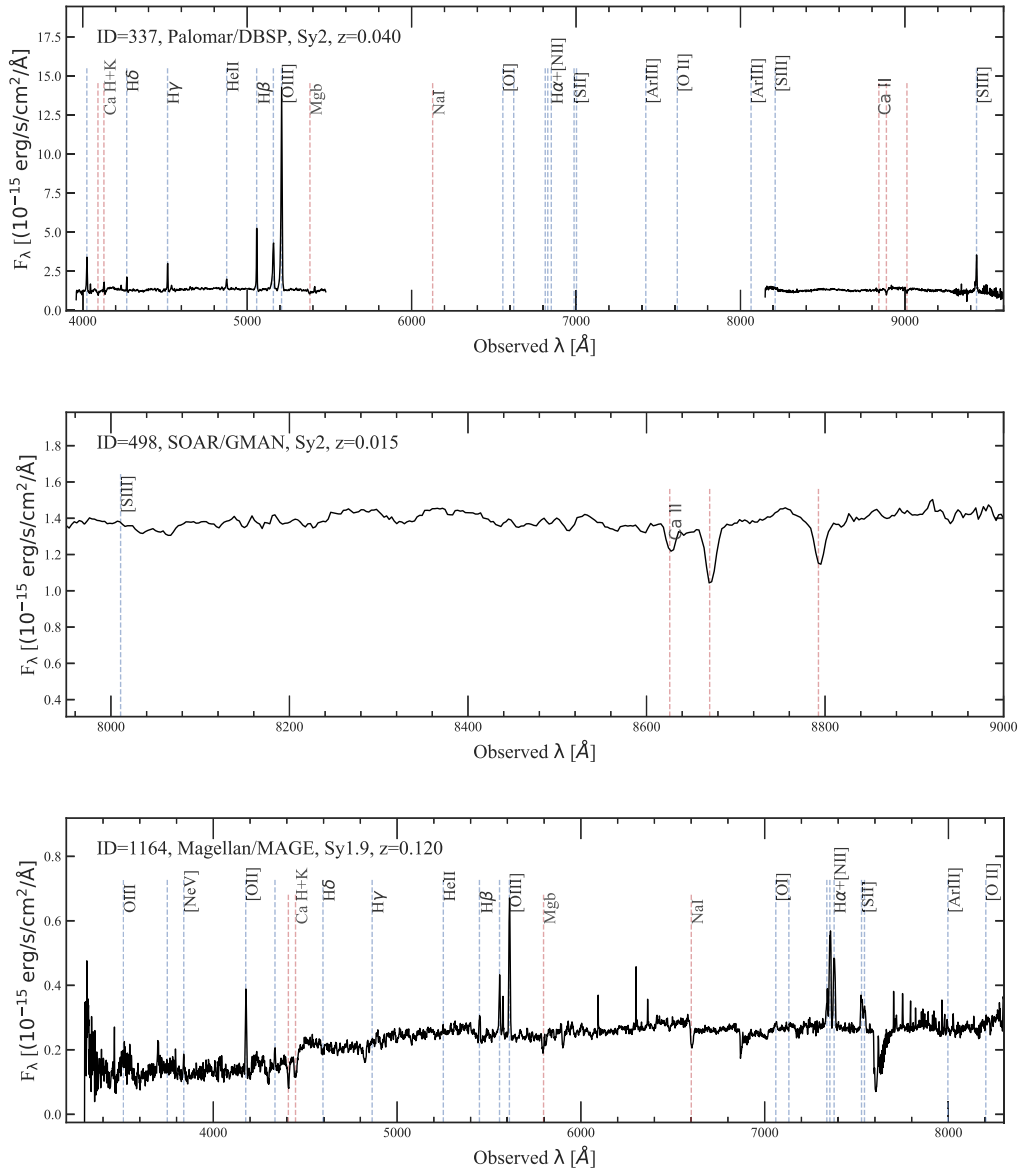 ID=337, Palomar/DBSP, Sy2, z=0.040
Ca H+K
Hδ
Hγ
HeII
Hβ
[OIII]
Mgb
NaI
[OI]
Hα+[NII]
[SII]
[ArIII]
[O II]
[ArIII]
[SIII]
Ca II
[SIII]
17.5
15.0
12.5
10.0
7.5
5.0
2.5
0.0
Fλ [(10⁻¹⁵ erg/s/cm²/Å]
4000 5000 6000 7000 8000 9000
Observed λ [Å]
ID=498, SOAR/GMAN, Sy2, z=0.015
[SIII]
Ca II
1.8
1.6
1.4
1.2
1.0
0.8
0.6
0.4
Fλ [(10⁻¹⁵ erg/s/cm²/Å]
8000 8200 8400 8600 8800 9000
Observed λ [Å]
ID=1164, Magellan/MAGE, Sy1.9, z=0.120
OIII
[NeV]
[OII]
Ca H+K
Hδ
Hγ
HeII
Hβ
[OIII]
Mgb
NaI
[OI]
Hα+[NII]
[SII]
[ArIII]
[O II]
0.8
0.6
0.4
0.2
0.0
Fλ [(10⁻¹⁵ erg/s/cm²/Å]
4000 5000 6000 7000 8000
Observed λ [Å]